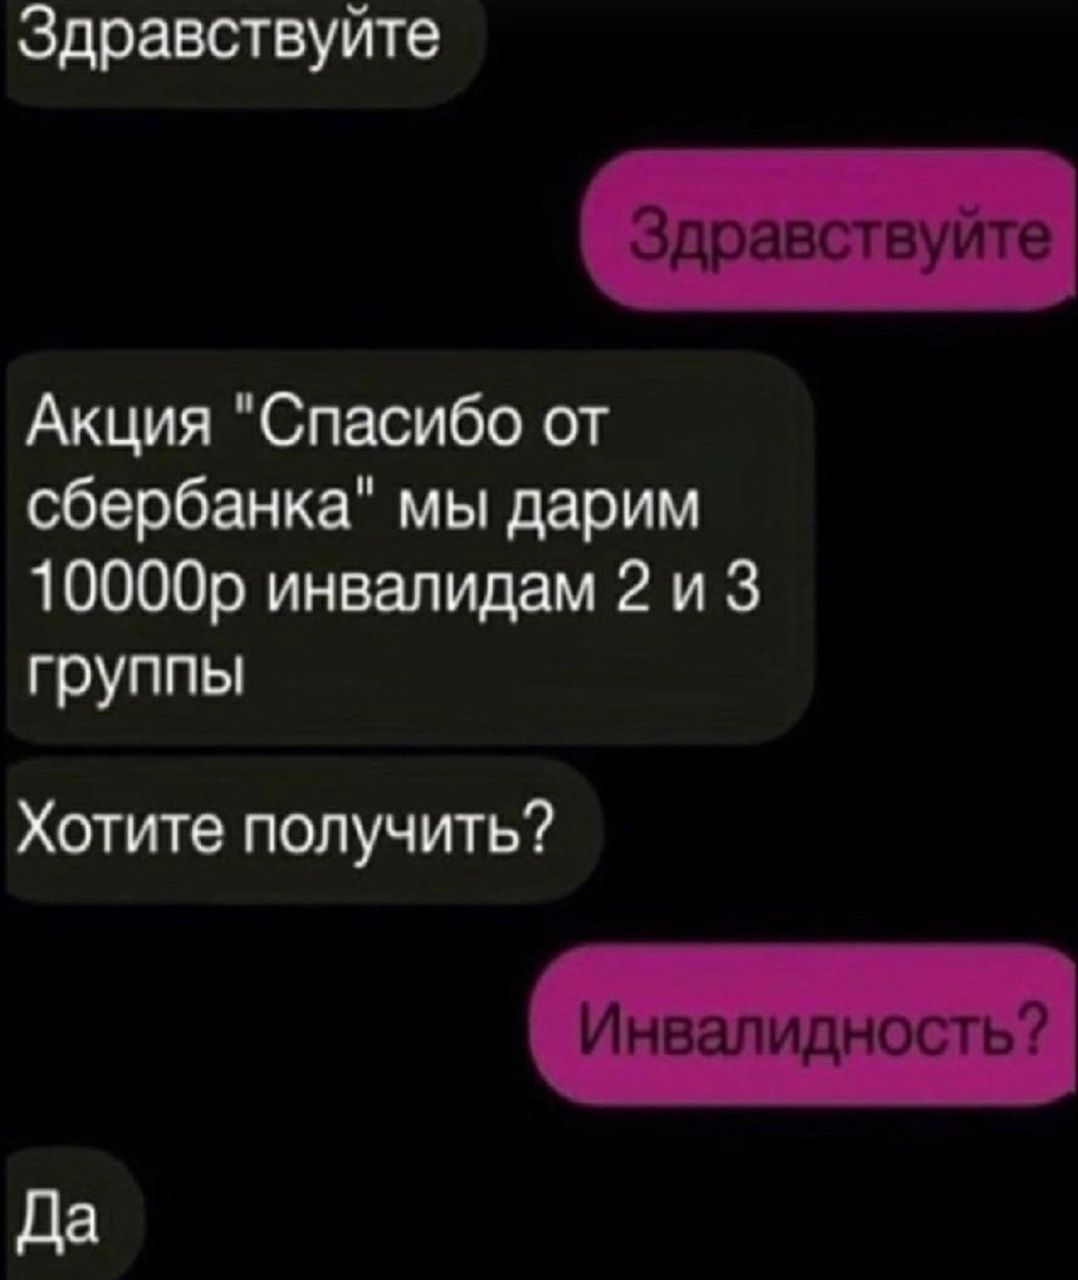 Здравствуйте
Здравствуйте
Акция "Спасибо от
сбербанка" мы дарим
10000р инвалидам 2 и 3
группы
Хотите получить?
Инвалидность?
Да